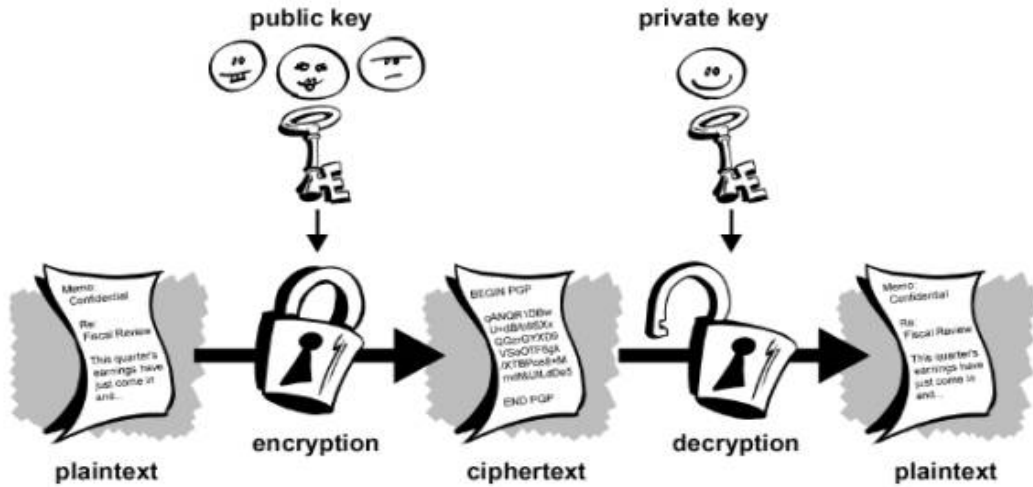 public key
private key
Memo:
Confidential
Re:
Fiscal Review
This quarter's
earnings have
just come in
and...
BEGIN PGP
END PGP
Memo:
Confidential
Re:
Fiscal Review
This quarter's
earnings have
just come in
and...
encryption
decryption
plaintext
ciphertext
plaintext